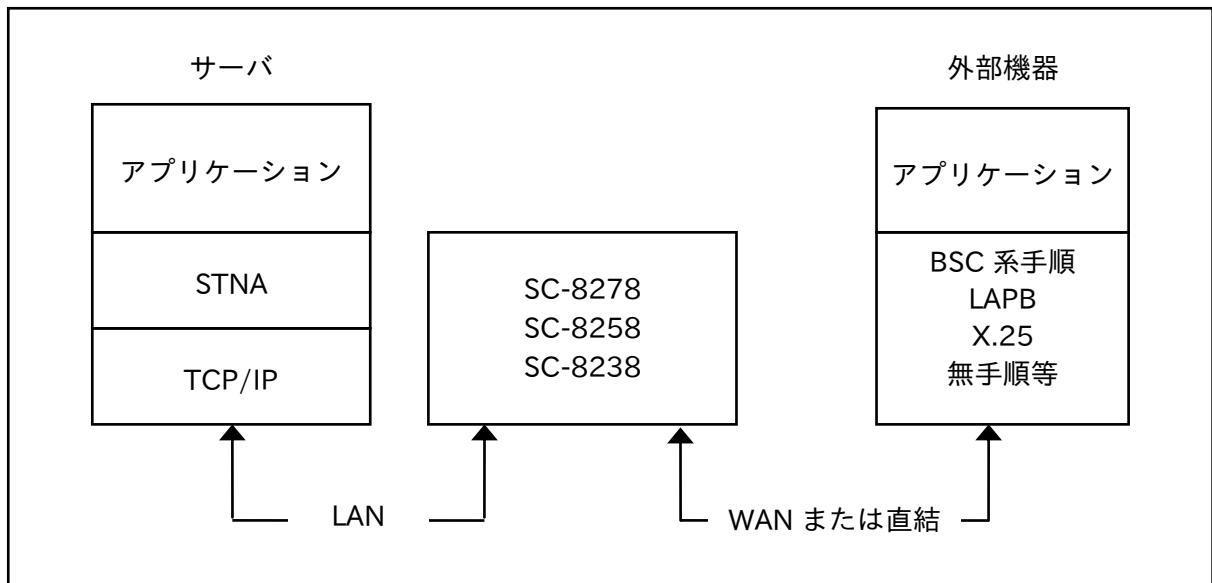 サーバ
外部機器
アプリケーション
STNA
TCP/IP
SC-8278
SC-8258
SC-8238
アプリケーション
BSC 系手順
LAPB
X.25
無手順等
LAN
WAN または直結